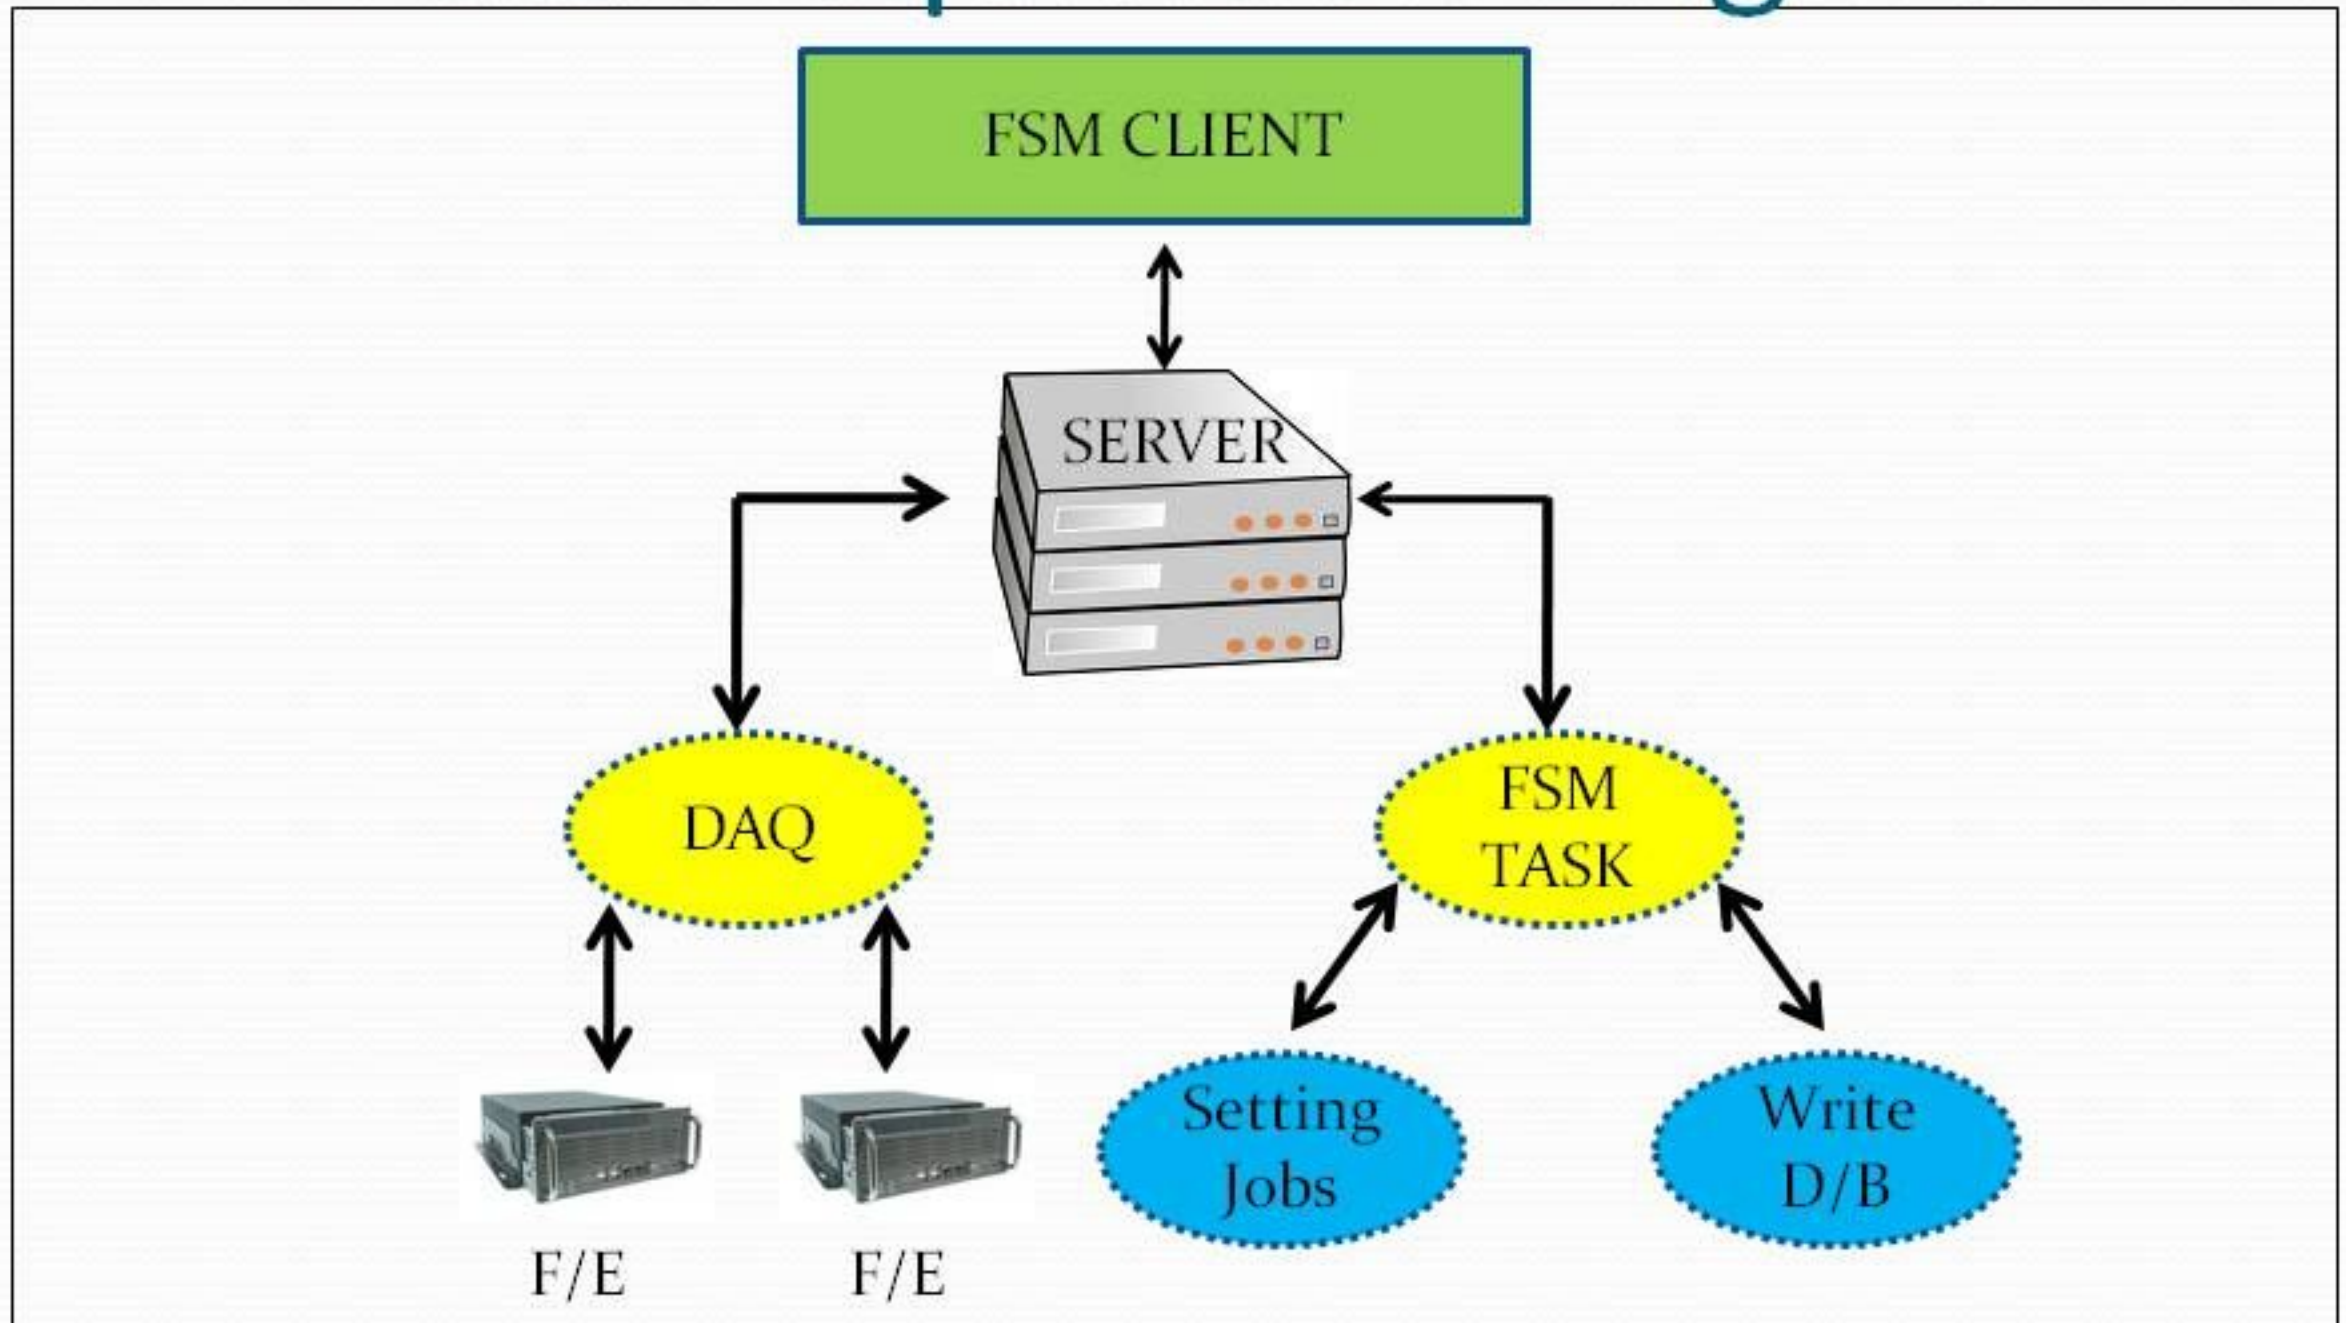 FSM CLIENT
SERVER
DAQ
FSM
TASK
Setting
Jobs
Write
D/B
F/E
F/E